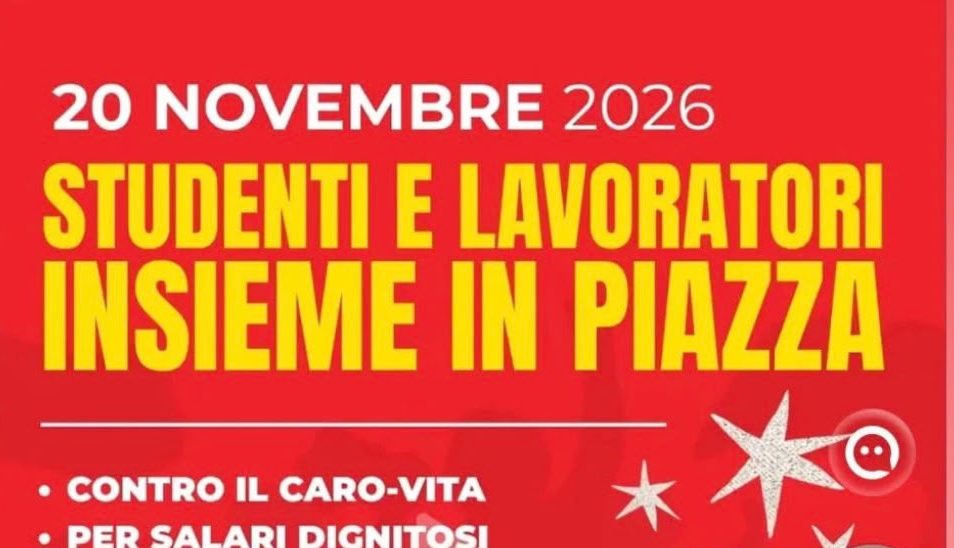 20 NOVEMBRE 2026
STUDENTI E LAVORATORI
INSIEME IN PIAZZA
• CONTRO IL CARO-VITA
• PER SALARI DIGNITOSI